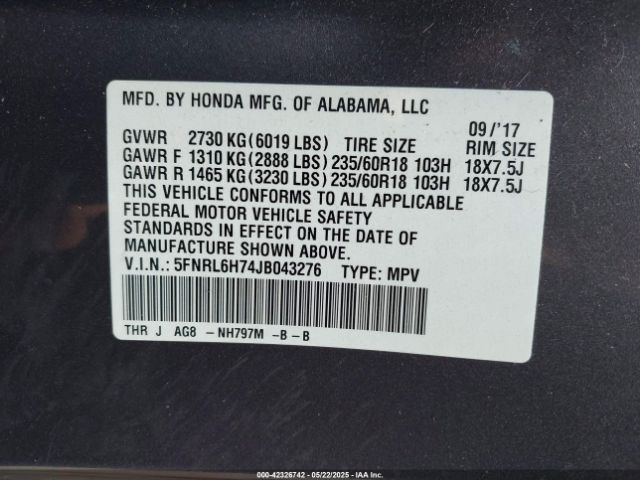 MFD. BY HONDA MFG. OF ALABAMA, LLC
09/'17
GVWR 2730 KG(6019 LBS) TIRE SIZE RIM SIZE
GAWR F 1310 KG(2888 LBS)235/60R18 103H 18X7.5J
GAWR R 1465 KG(3230 LBS)235/60R18 103H 18X7.5J
THIS VEHICLE CONFORMS TO ALL APPLICABLE
FEDERAL MOTOR VEHICLE SAFETY
STANDARDS IN EFFECT ON THE DATE OF
MANUFACTURE SHOWN ABOVE.
V.I.N.: 5FNRL6H74JB043276 TYPE: MPV
THR J AG8 -NH797M -B-B
000-42326742 - 05/22/2025 - IAA Inc.